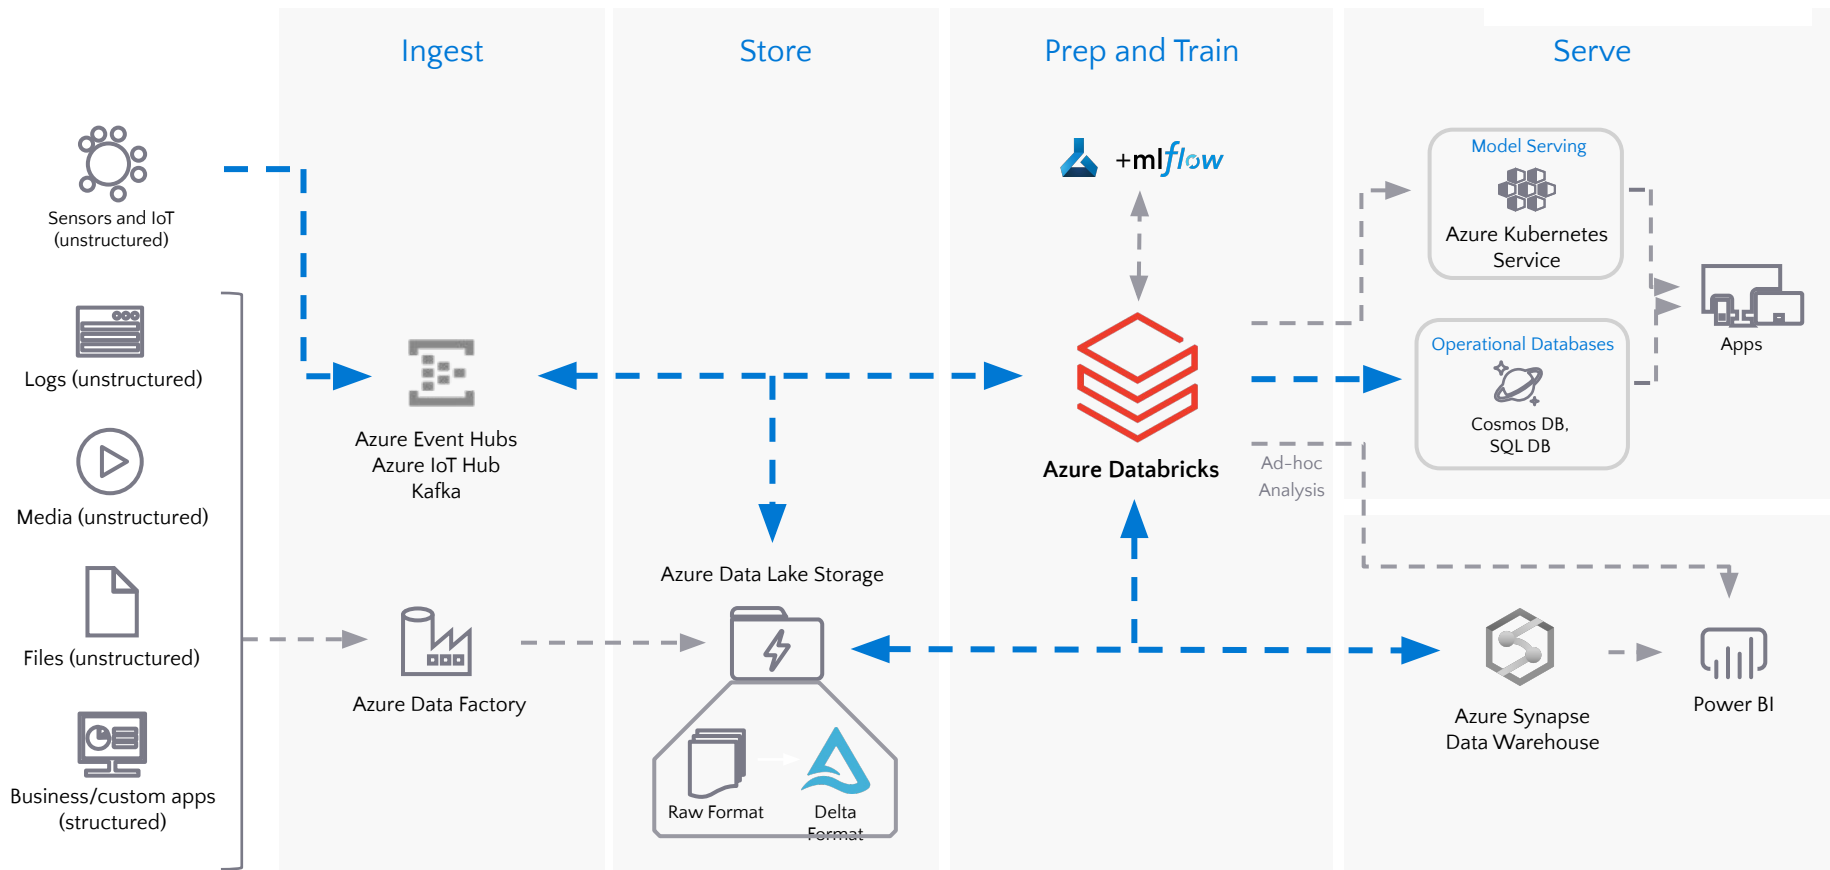 Ingest
Store
Prep and Train
Serve
Sensors and IoT
(unstructured)
Logs (unstructured)
Media (unstructured)
Files (unstructured)
Business/custom apps
(structured)
Azure Event Hubs
Azure IoT Hub
Kafka
Azure Data Factory
Azure Data Lake Storage
Raw Format
Delta
Format
+mlflow
Azure Databricks
Ad-hoc
Analysis
Model Serving
Azure Kubernetes
Service
Operational Databases
Cosmos DB,
SQL DB
Apps
Azure Synapse
Data Warehouse
Power BI